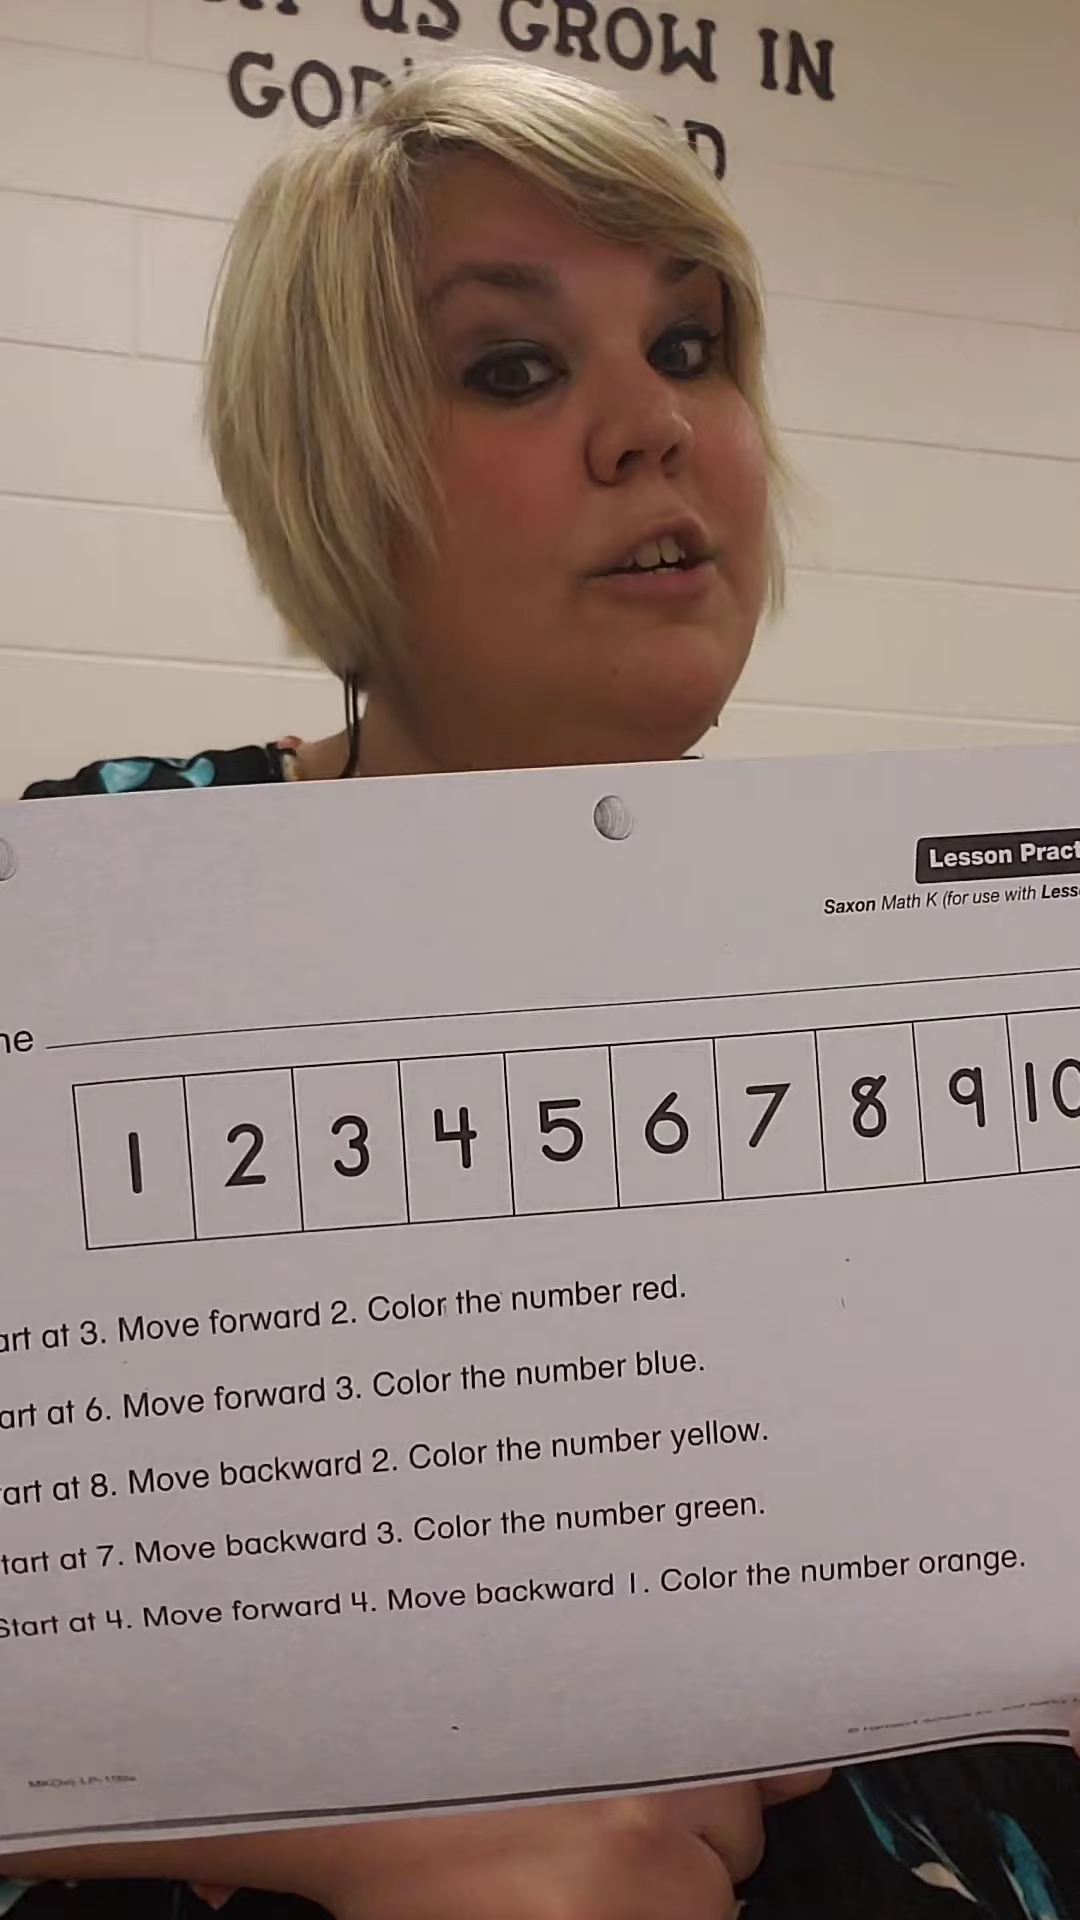 US GROW IN
Lesson Pract
Saxon Math K (for use with Less
ne
1 2 3 4 5 6 7 8 9 10
art at 3. Move forward 2. Color the number red.
art at 6. Move forward 3. Color the number blue.
art at 8. Move backward 2. Color the number yellow.
tart at 7. Move backward 3. Color the number green.
Start at 4. Move forward 4. Move backward 1. Color the number orange.